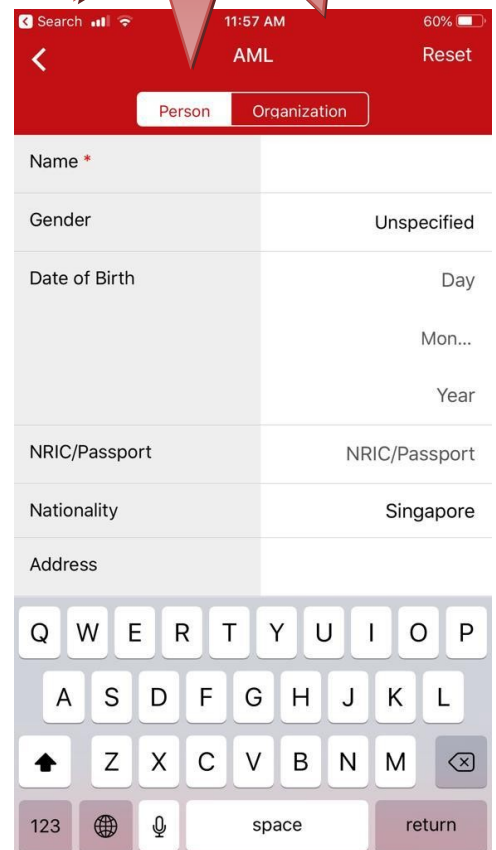 Search 11:57 AM 60%
AML Reset
Person Organization
Name *
Gender Unspecified
Date of Birth Day
Mon...
Year
NRIC/Passport NRIC/Passport
Nationality Singapore
Address
Q W E R T Y U I O P
A S D F G H J K L
Z X C V B N M
123 space return